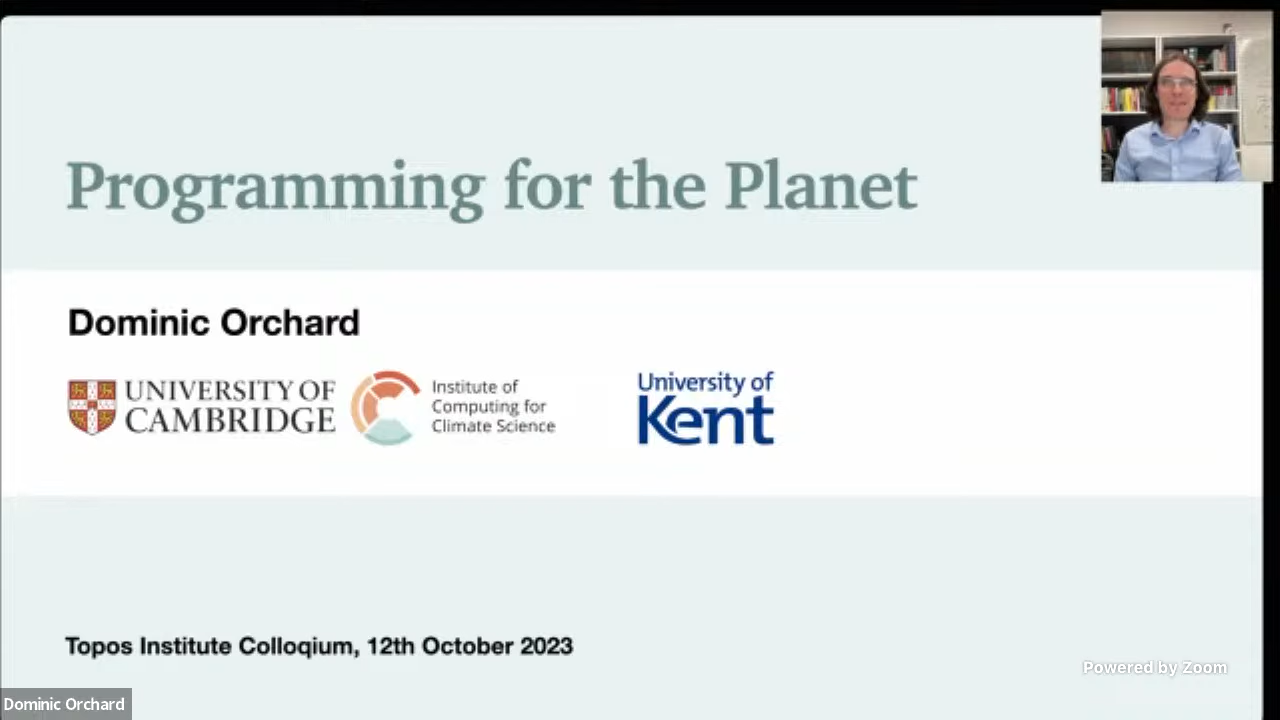 Programming for the Planet
Dominic Orchard
UNIVERSITY OF
CAMBRIDGE
Institute of
Computing for
Climate Science
University of
Kent
Topos Institute Colloqium, 12th October 2023
Powered by Zoom
Dominic Orchard